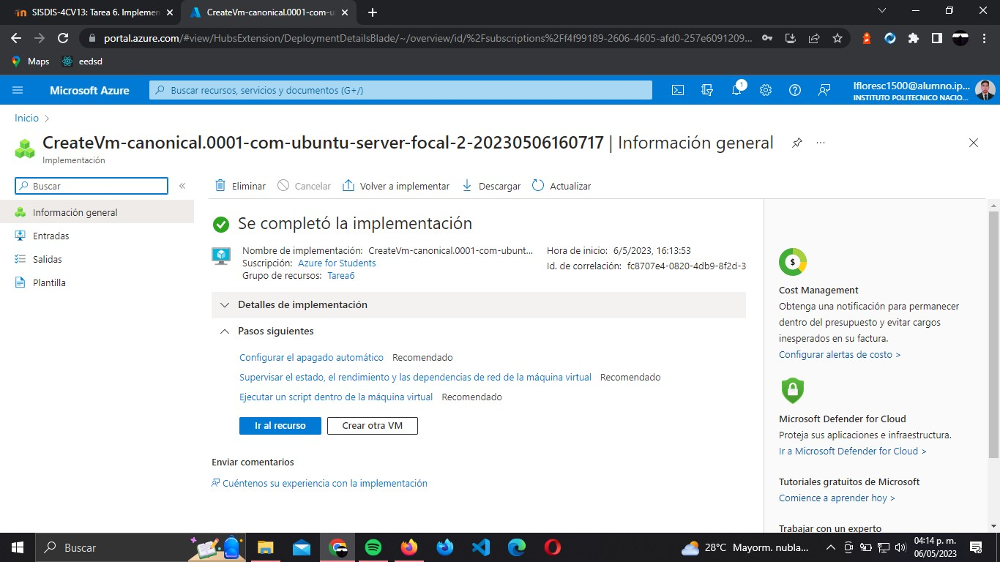 SISDIS-4CV13: Tarea 6. Implemen
CreateVm-canonical.0001-com-u
portal.azure.com/#view/HubsExtension/DeploymentDetailsBlade/~/overview/id/%2Fsubscriptions%2Ff4f99189-2606-4605-afd0-257e6091209...
Maps
eedsd
Microsoft Azure
Buscar recursos, servicios y documentos (G+/)
1
lfloresc1500@alumno.ip...
INSTITUTO POLITECNICO NACIO...
Inicio >
CreateVm-canonical.0001-com-ubuntu-server-focal-2-20230506160717 | Información general
...
Implementación
Buscar
«
Eliminar
Cancelar
Volver a implementar
Descargar
Actualizar
Información general
Entradas
Salidas
Plantilla
Se completó la implementación
Nombre de implementación: CreateVm-canonical.0001-com-ubunt...
Suscripción: Azure for Students
Grupo de recursos: Tarea6
Hora de inicio: 6/5/2023, 16:13:53
Id. de correlación: fc8707e4-0820-4db9-8f2d-3
Detalles de implementación
Pasos siguientes
Configurar el apagado automático Recomendado
Supervisar el estado, el rendimiento y las dependencias de red de la máquina virtual Recomendado
Ejecutar un script dentro de la máquina virtual Recomendado
Ir al recurso
Crear otra VM
Enviar comentarios
Cuéntenos su experiencia con la implementación
$
Cost Management
Obtenga una notificación para permanecer
dentro del presupuesto y evitar cargos
inesperados en su factura.
Configurar alertas de costo >
Microsoft Defender for Cloud
Proteja sus aplicaciones e infraestructura.
Ir a Microsoft Defender for Cloud >
Tutoriales gratuitos de Microsoft
Comience a aprender hoy >
Trabajar con un experto
Buscar
28°C Mayorm. nubla...
04:14 p. m.
06/05/2023